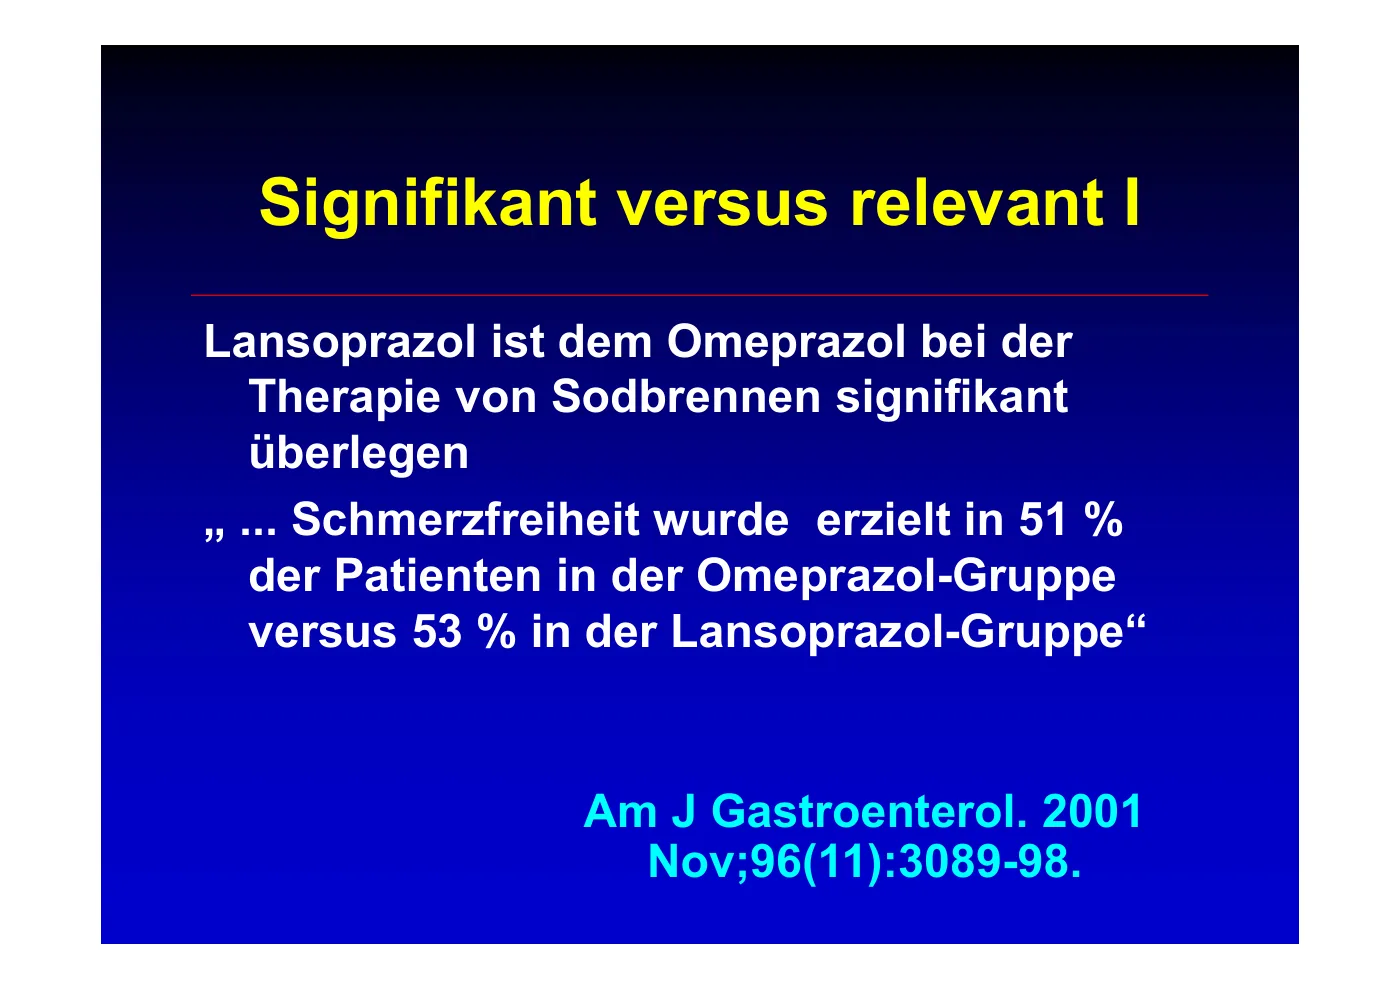 Signifikant versus relevant I
Lansoprazol ist dem Omeprazol bei der
Therapie von Sodbrennen signifikant
überlegen
„ ... Schmerzfreiheit wurde  erzielt in 51 %
der Patienten in der Omeprazol-Gruppe
versus 53 % in der Lansoprazol-Gruppe“
Am J Gastroenterol. 2001
Nov;96(11):3089-98.